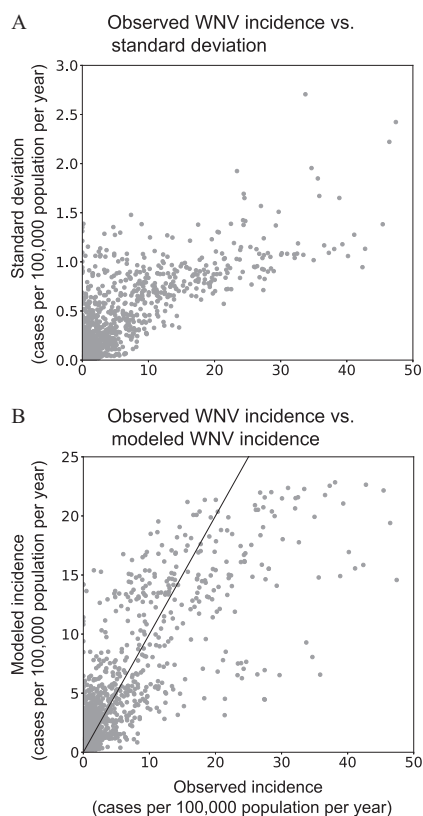 A
Observed WNV incidence vs.
standard deviation
Standard deviation
(cases per 100,000 population per year)
3.0
2.5
2.0
1.5
1.0
0.5
0.0
0 10 20 30 40 50
B
Observed WNV incidence vs.
modeled WNV incidence
Modeled incidence
(cases per 100,000 population per year)
25
20
15
10
5
0
0 10 20 30 40 50
Observed incidence
(cases per 100,000 population per year)